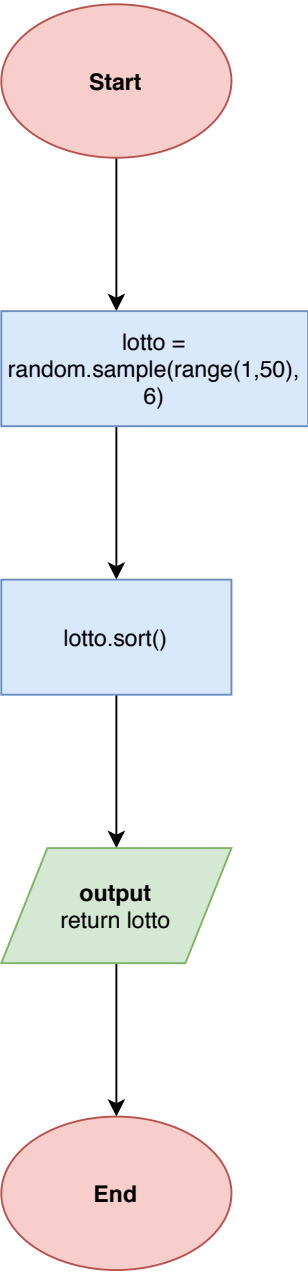 Start
lotto =
random.sample(range(1,50),
6)
lotto.sort()
output
return lotto
End